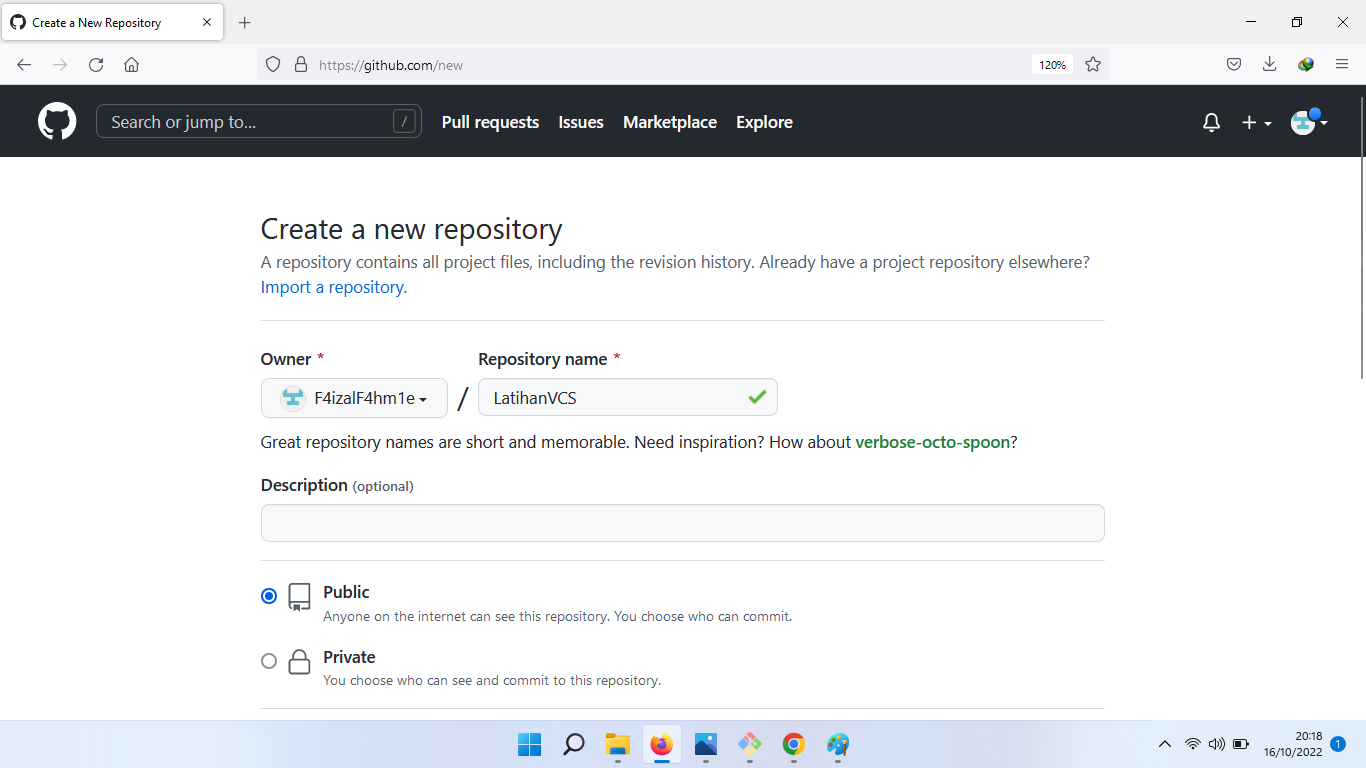 Create a New Repository
https://github.com/new
120%
Search or jump to...
/
Pull requests
Issues
Marketplace
Explore
Create a new repository
A repository contains all project files, including the revision history. Already have a project repository elsewhere?
Import a repository.
Owner *
Repository name *
F4izalF4hm1e
/
LatihanVCS
Great repository names are short and memorable. Need inspiration? How about verbose-octo-spoon?
Description (optional)
Public
Anyone on the internet can see this repository. You choose who can commit.
Private
You choose who can see and commit to this repository.
20:18
16/10/2022
1